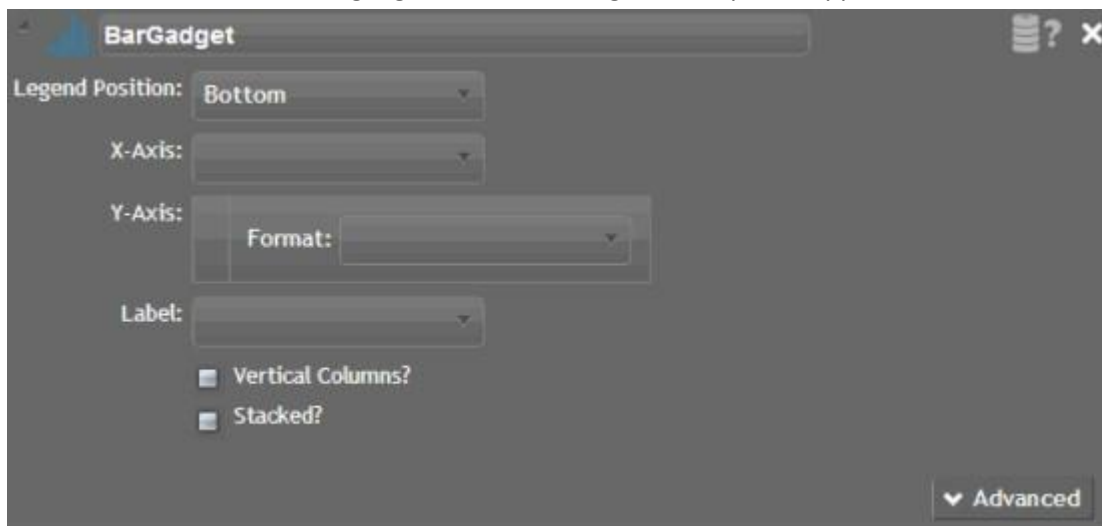 BarGadget
?
Legend Position: Bottom
X-Axis:
Y-Axis:
Format:
Label:
Vertical Columns?
Stacked?
Advanced